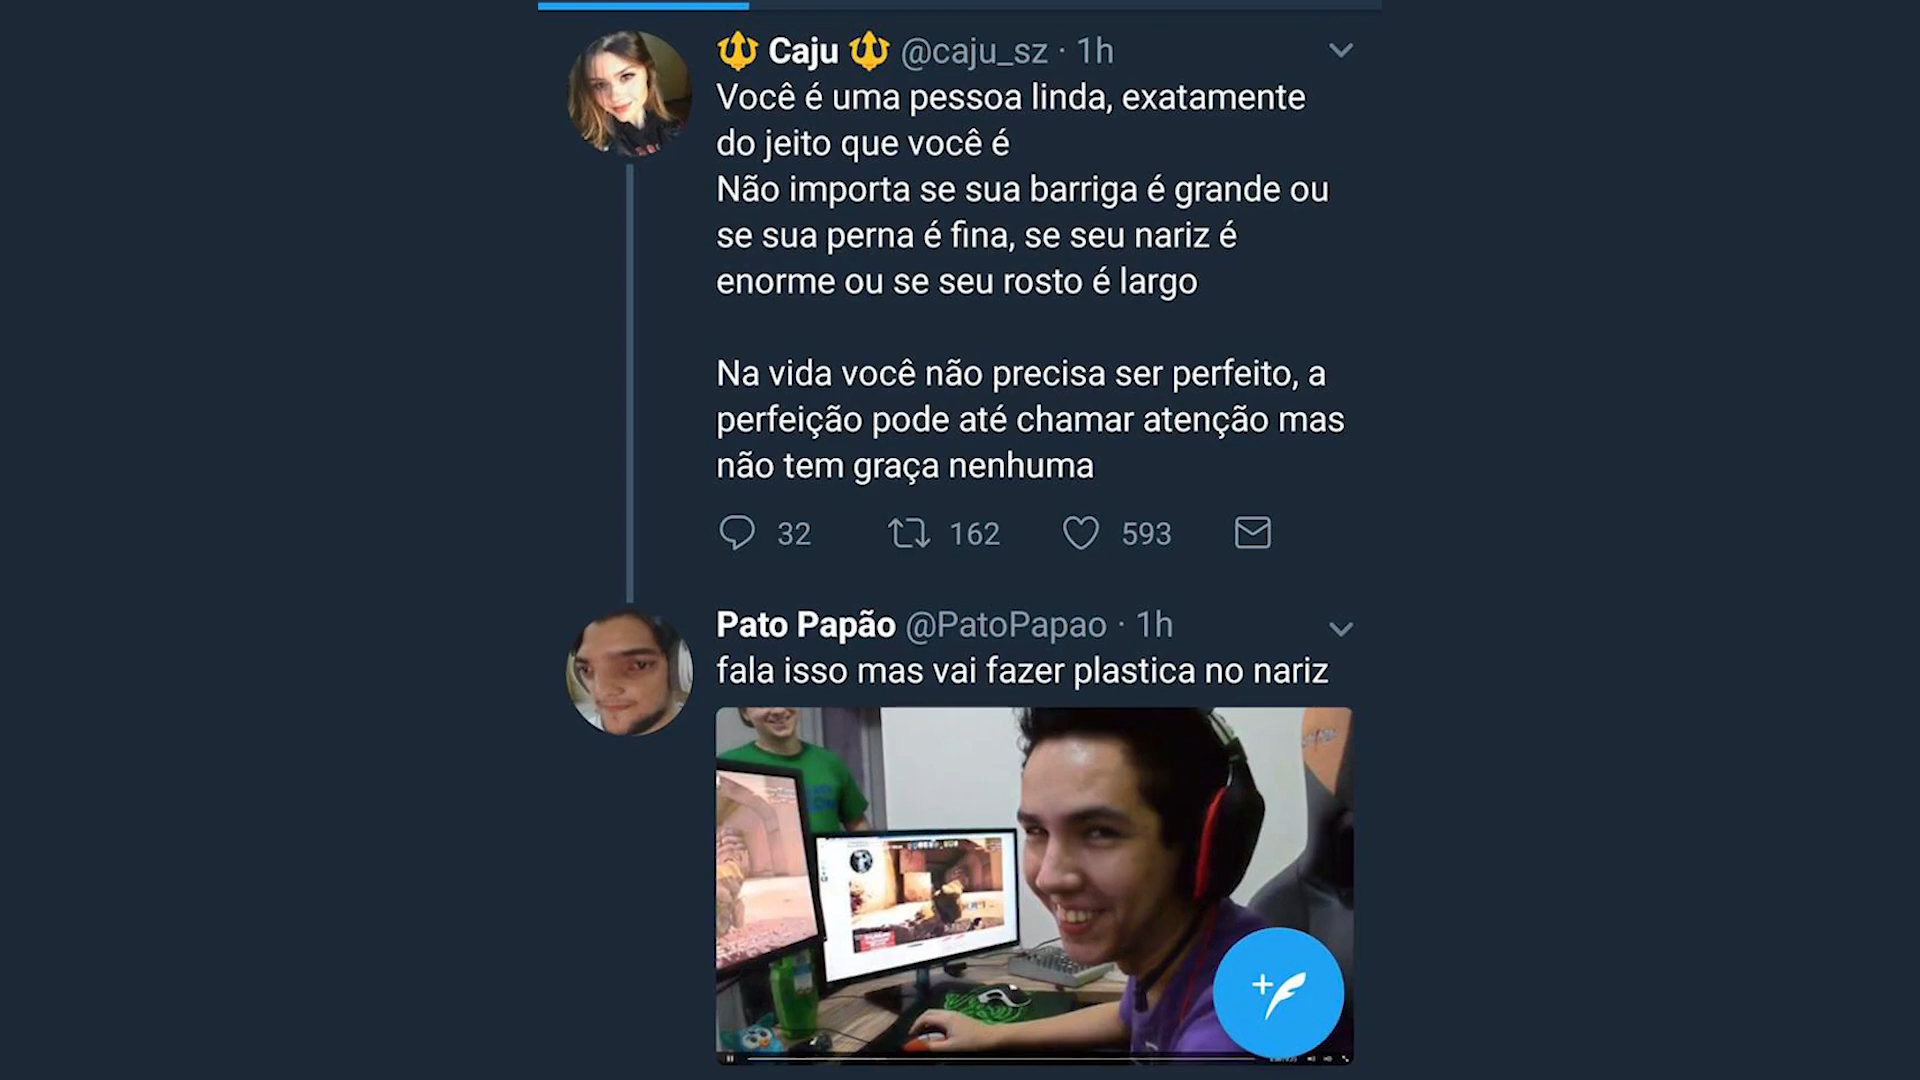 🔱 Caju 🔱 @caju_sz · 1h
Você é uma pessoa linda, exatamente
do jeito que você é
Não importa se sua barriga é grande ou
se sua perna é fina, se seu nariz é
enorme ou se seu rosto é largo
Na vida você não precisa ser perfeito, a
perfeição pode até chamar atenção mas
não tem graça nenhuma
32 162 593
Pato Papão @PatoPapao · 1h
fala isso mas vai fazer plastica no nariz